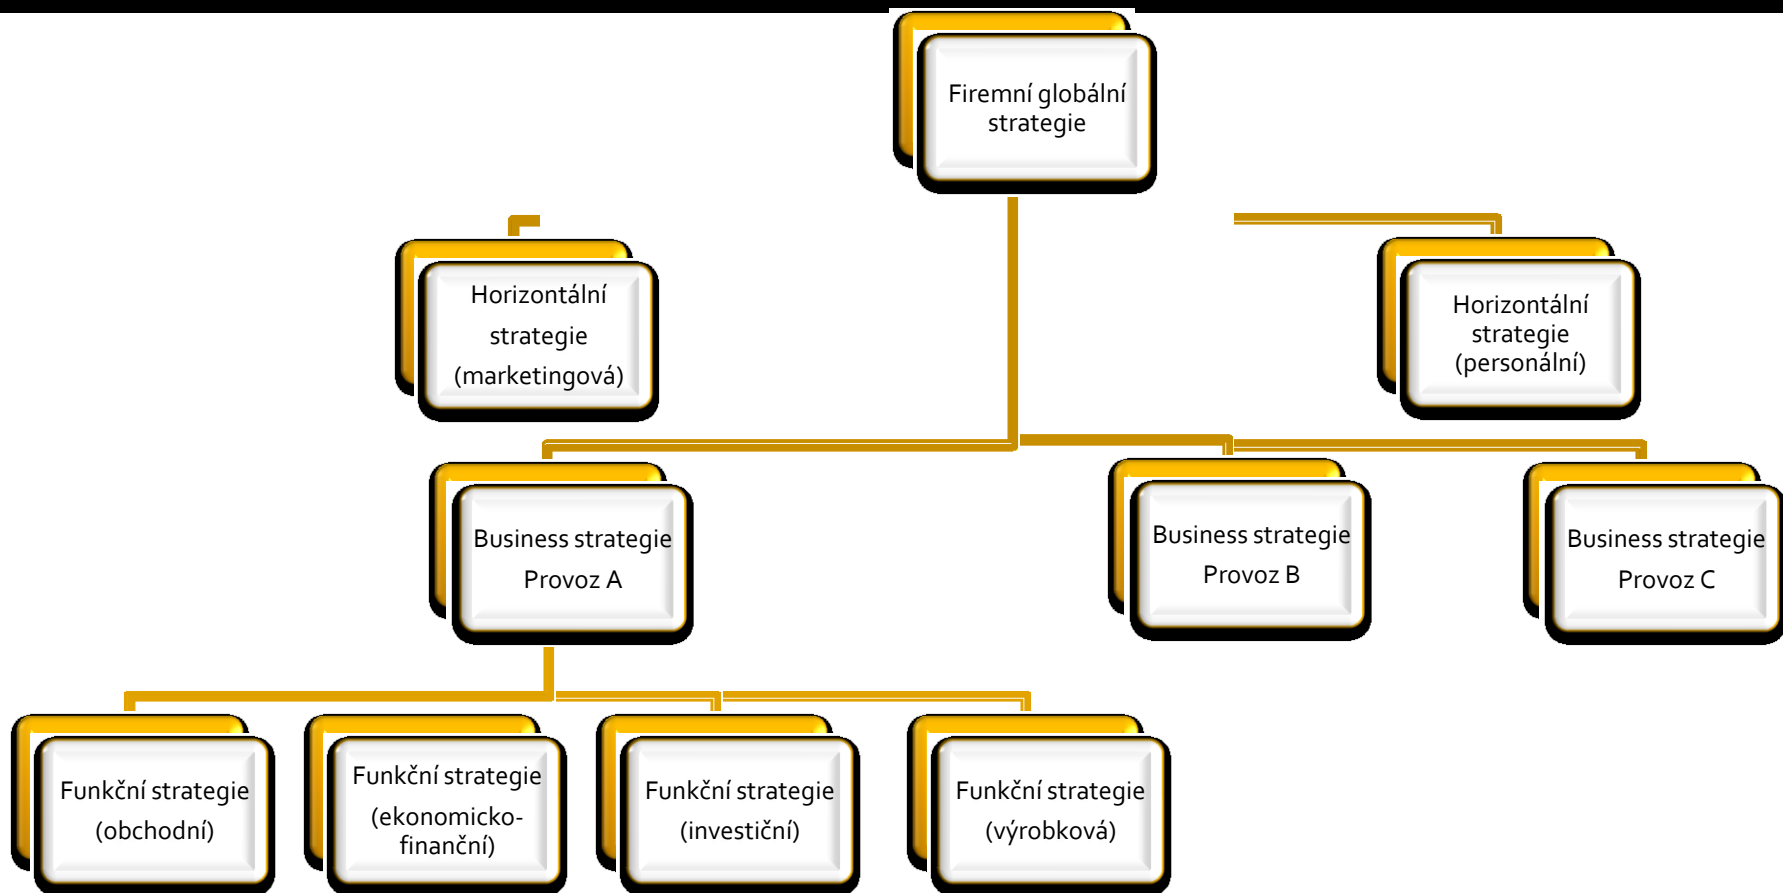 Firemní globální
strategie
Horizontální
strategie
(marketingová)
Horizontální
strategie
(personální)
Business strategie
Provoz A
Business strategie
Provoz B
Business strategie
Provoz C
Funkční strategie
(obchodní)
Funkční strategie
(ekonomicko-
finanční)
Funkční strategie
(investiční)
Funkční strategie
(výrobková)